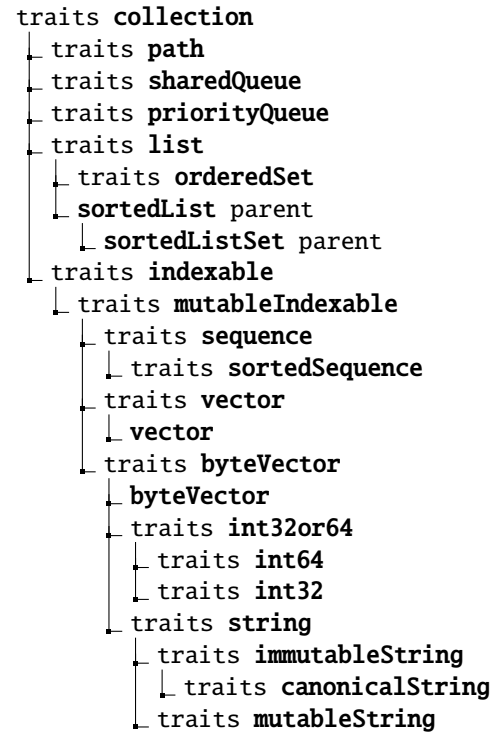 traits collection
traits path
traits sharedQueue
traits priorityQueue
traits list
traits orderedSet
sortedList parent
sortedListSet parent
traits indexable
traits mutableIndexable
traits sequence
traits sortedSequence
traits vector
vector
traits byteVector
byteVector
traits int32or64
traits int64
traits int32
traits string
traits immutableString
traits canonicalString
traits mutableString